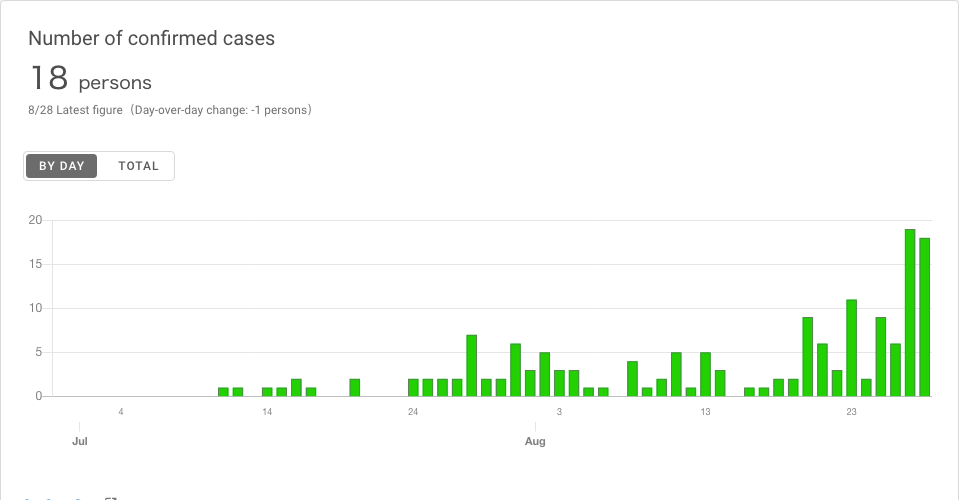 Number of confirmed cases
18 persons
8/28 Latest figure（Day-over-day change: -1 persons）
BY DAY TOTAL
20
15
10
5
0
4 14 24 3 13 23
Jul Aug